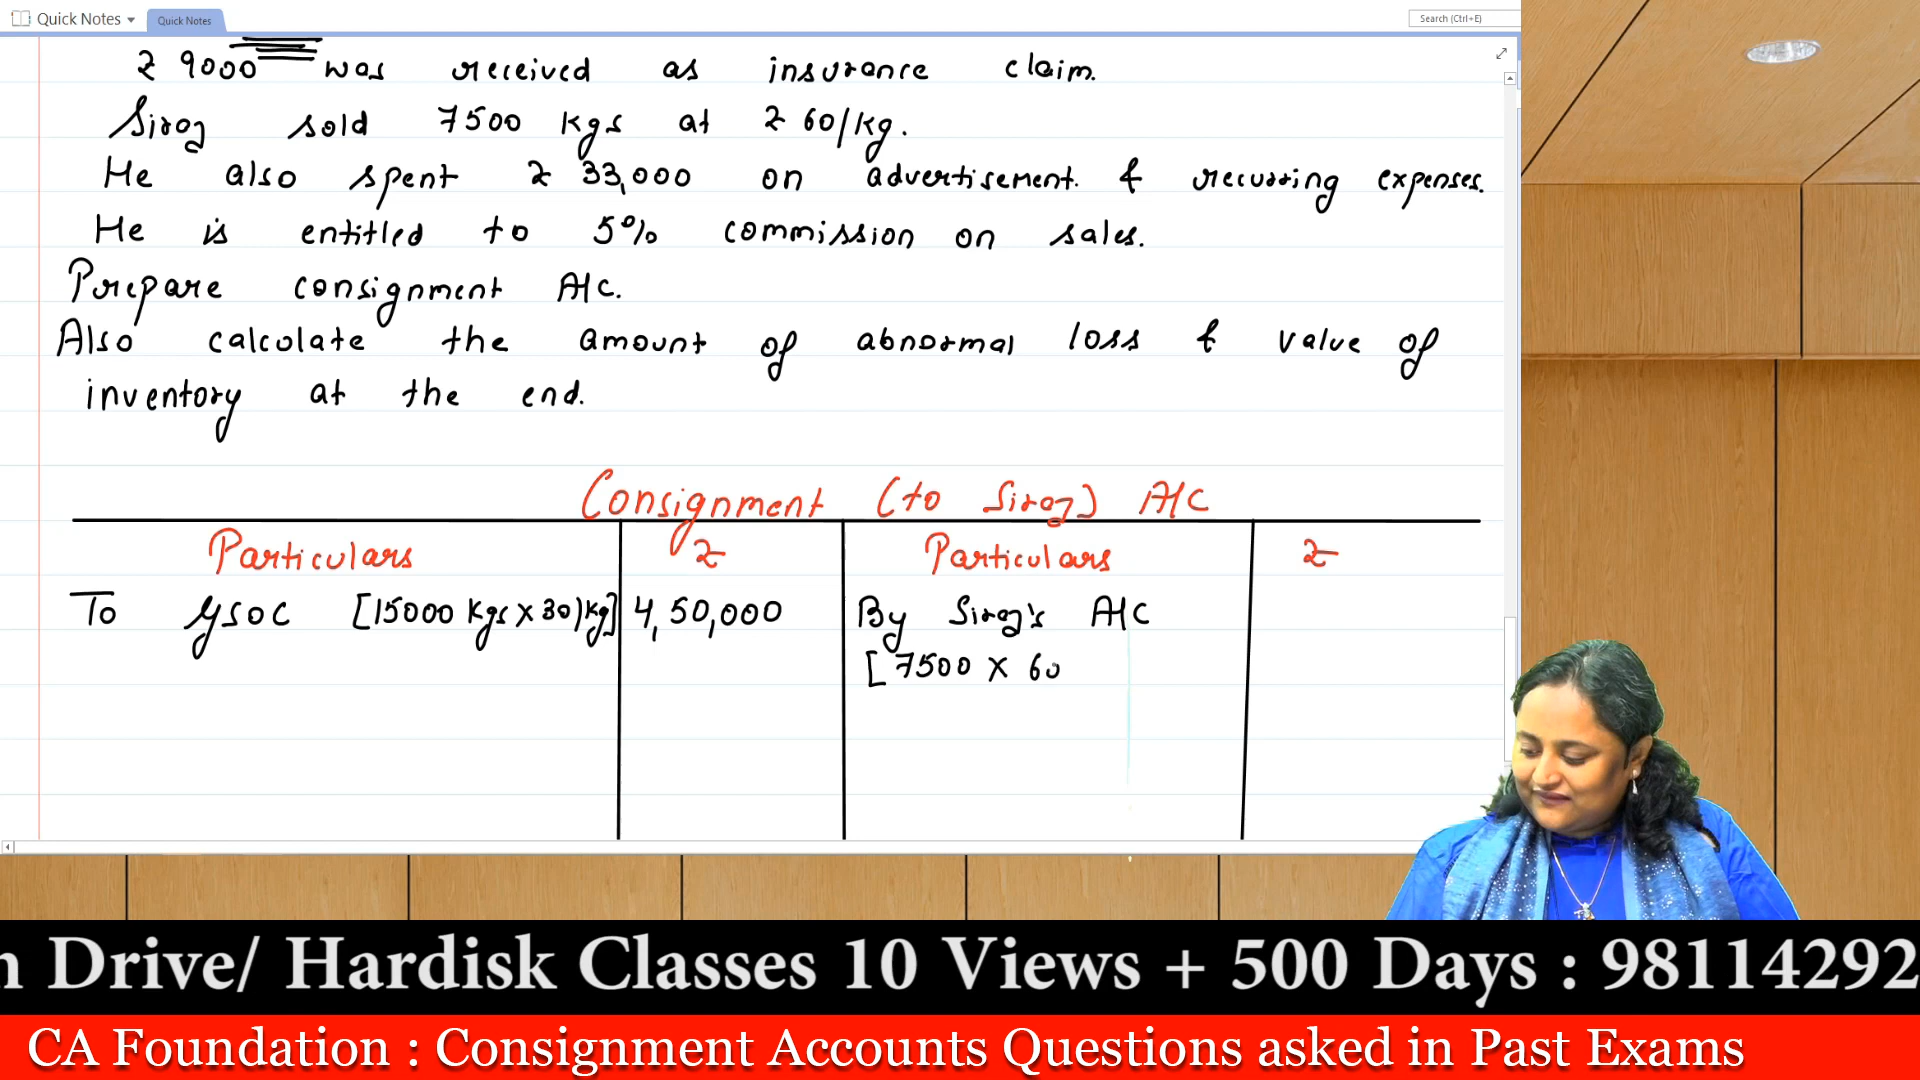 Quick Notes
Quick Notes
Search (Ctrl+E)
₹ 9000 was received as insurance claim.
Siroj sold 7500 kgs at ₹ 60/kg.
He also spent ₹ 33,000 on advertisement & recurring expenses.
He is entitled to 5% commission on sales.
Prepare consignment A/c.
Also calculate the amount of abnormal loss & value of
inventory at the end.
Consignment (to Siroj) A/C
Particulars ₹ Particulars ₹
To GSOC [15000 kgs x 30/kg] 4,50,000 By Siroj's A/C
[7500 x 60
n Drive/ Hardisk Classes 10 Views + 500 Days : 98114292
CA Foundation : Consignment Accounts Questions asked in Past Exams